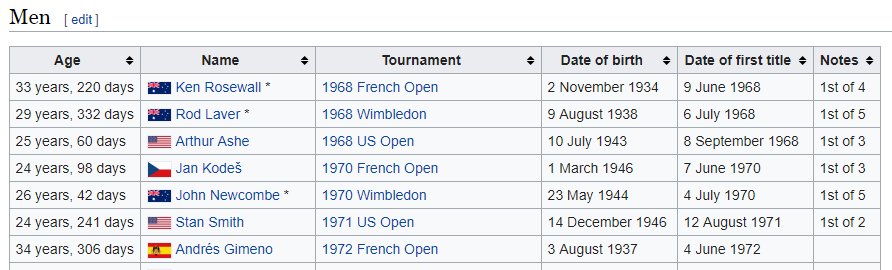 Men [ edit ]
Age Name Tournament Date of birth Date of first title Notes
33 years, 220 days Ken Rosewall * 1968 French Open 2 November 1934 9 June 1968 1st of 4
29 years, 332 days Rod Laver * 1968 Wimbledon 9 August 1938 6 July 1968 1st of 5
25 years, 60 days Arthur Ashe 1968 US Open 10 July 1943 8 September 1968 1st of 3
24 years, 98 days Jan Kodeš 1970 French Open 1 March 1946 7 June 1970 1st of 3
26 years, 42 days John Newcombe * 1970 Wimbledon 23 May 1944 4 July 1970 1st of 5
24 years, 241 days Stan Smith 1971 US Open 14 December 1946 12 August 1971 1st of 2
34 years, 306 days Andrés Gimeno 1972 French Open 3 August 1937 4 June 1972